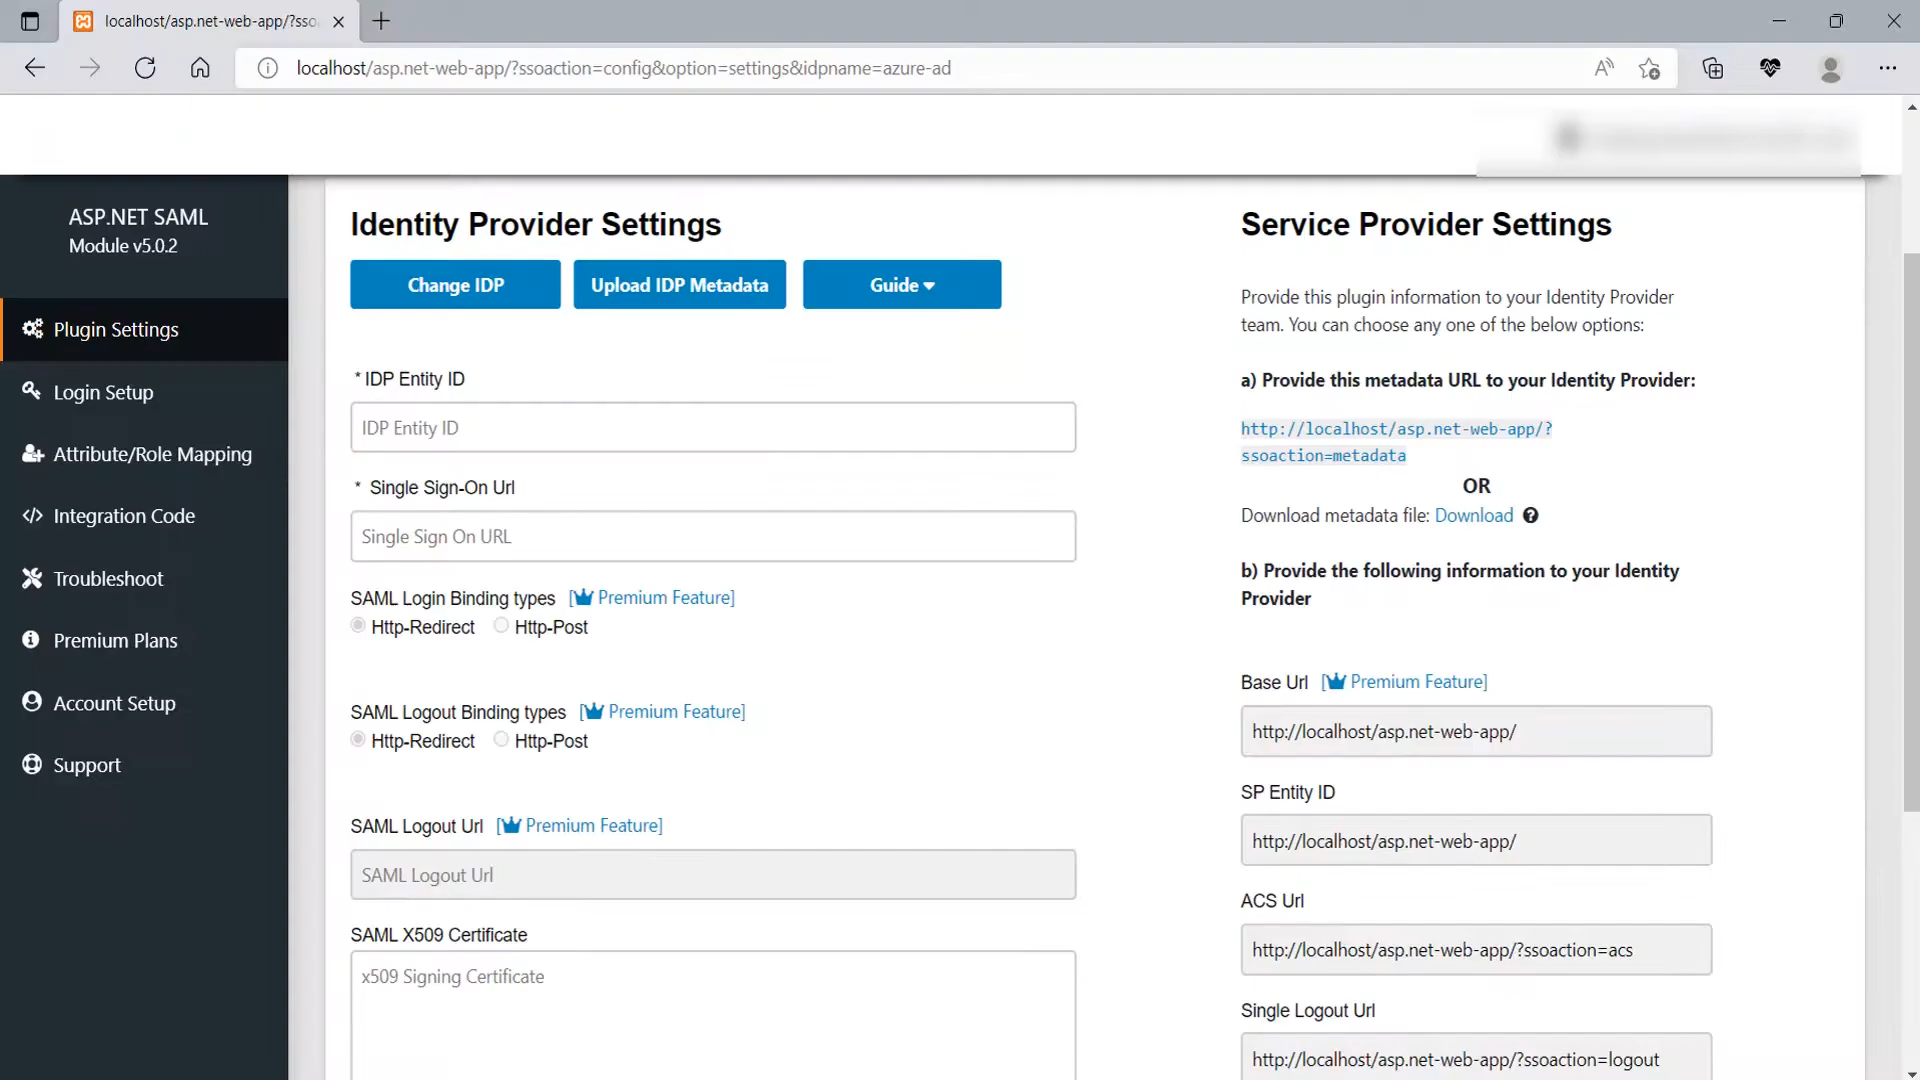 localhost/asp.net-web-app/?sso
localhost/asp.net-web-app/?ssoaction=config&option=settings&idpname=azure-ad
ASP.NET SAML
Module v5.0.2
Plugin Settings
Login Setup
Attribute/Role Mapping
Integration Code
Troubleshoot
Premium Plans
Account Setup
Support
Identity Provider Settings
Change IDP
Upload IDP Metadata
Guide
* IDP Entity ID
IDP Entity ID
* Single Sign-On Url
Single Sign On URL
SAML Login Binding types [Premium Feature]
Http-Redirect Http-Post
SAML Logout Binding types [Premium Feature]
Http-Redirect Http-Post
SAML Logout Url [Premium Feature]
SAML Logout Url
SAML X509 Certificate
x509 Signing Certificate
Service Provider Settings
Provide this plugin information to your Identity Provider
team. You can choose any one of the below options:
a) Provide this metadata URL to your Identity Provider:
http://localhost/asp.net-web-app/?
ssoaction=metadata
OR
Download metadata file: Download
b) Provide the following information to your Identity
Provider
Base Url [Premium Feature]
http://localhost/asp.net-web-app/
SP Entity ID
http://localhost/asp.net-web-app/
ACS Url
http://localhost/asp.net-web-app/?ssoaction=acs
Single Logout Url
http://localhost/asp.net-web-app/?ssoaction=logout